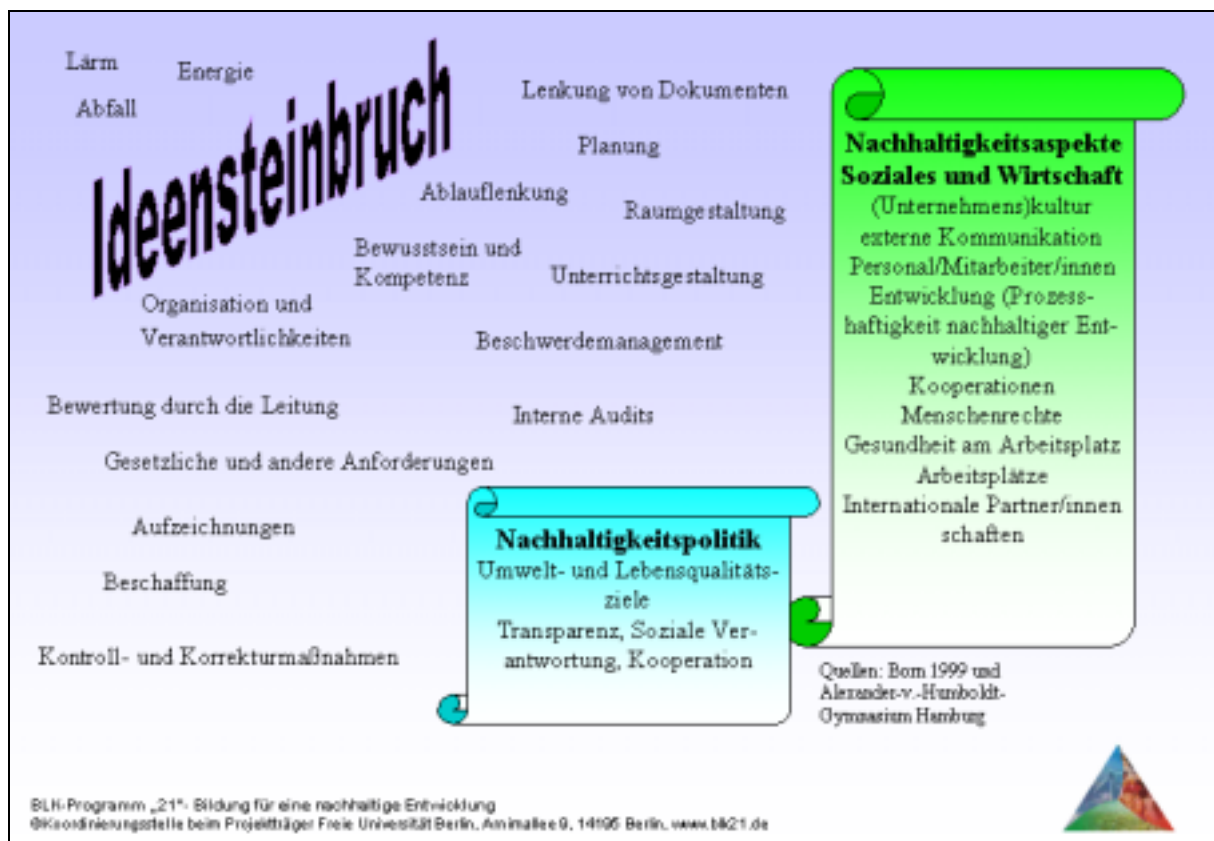 Lärm
Energie
Abfall
Ideensteinbruch
Lenkung von Dokumenten
Planung
Ablauflenkung
Raumgestaltung
Bewusstsein und
Kompetenz
Unterrichtsgestaltung
Organisation und
Verantwortlichkeiten
Beschwerdemanagement
Bewertung durch die Leitung
Interne Audits
Gesetzliche und andere Anforderungen
Aufzeichnungen
Beschaffung
Kontroll- und Korrekturmaßnahmen
Nachhaltigkeitspolitik
Umwelt- und Lebensqualitäts-
ziele
Transparenz, Soziale Ver-
antwortung, Kooperation
Nachhaltigkeitsaspekte
Soziales und Wirtschaft
(Unternehmens)kultur
externe Kommunikation
Personal/Mitarbeiter/innen
Entwicklung (Prozess-
haftigkeit nachhaltiger Ent-
wicklung)
Kooperationen
Menschenrechte
Gesundheit am Arbeitsplatz
Arbeitsplätze
Internationale Partner/innen
schaften
Quellen: Born 1999 und
Alexander-v.-Humboldt-
Gymnasium Hamburg
BLK-Programm „21"- Bildung für eine nachhaltige Entwicklung
©Koordinierungsstelle beim Projektträger Freie Universität Berlin, Arnimallee 9, 14195 Berlin, www.blk21.de